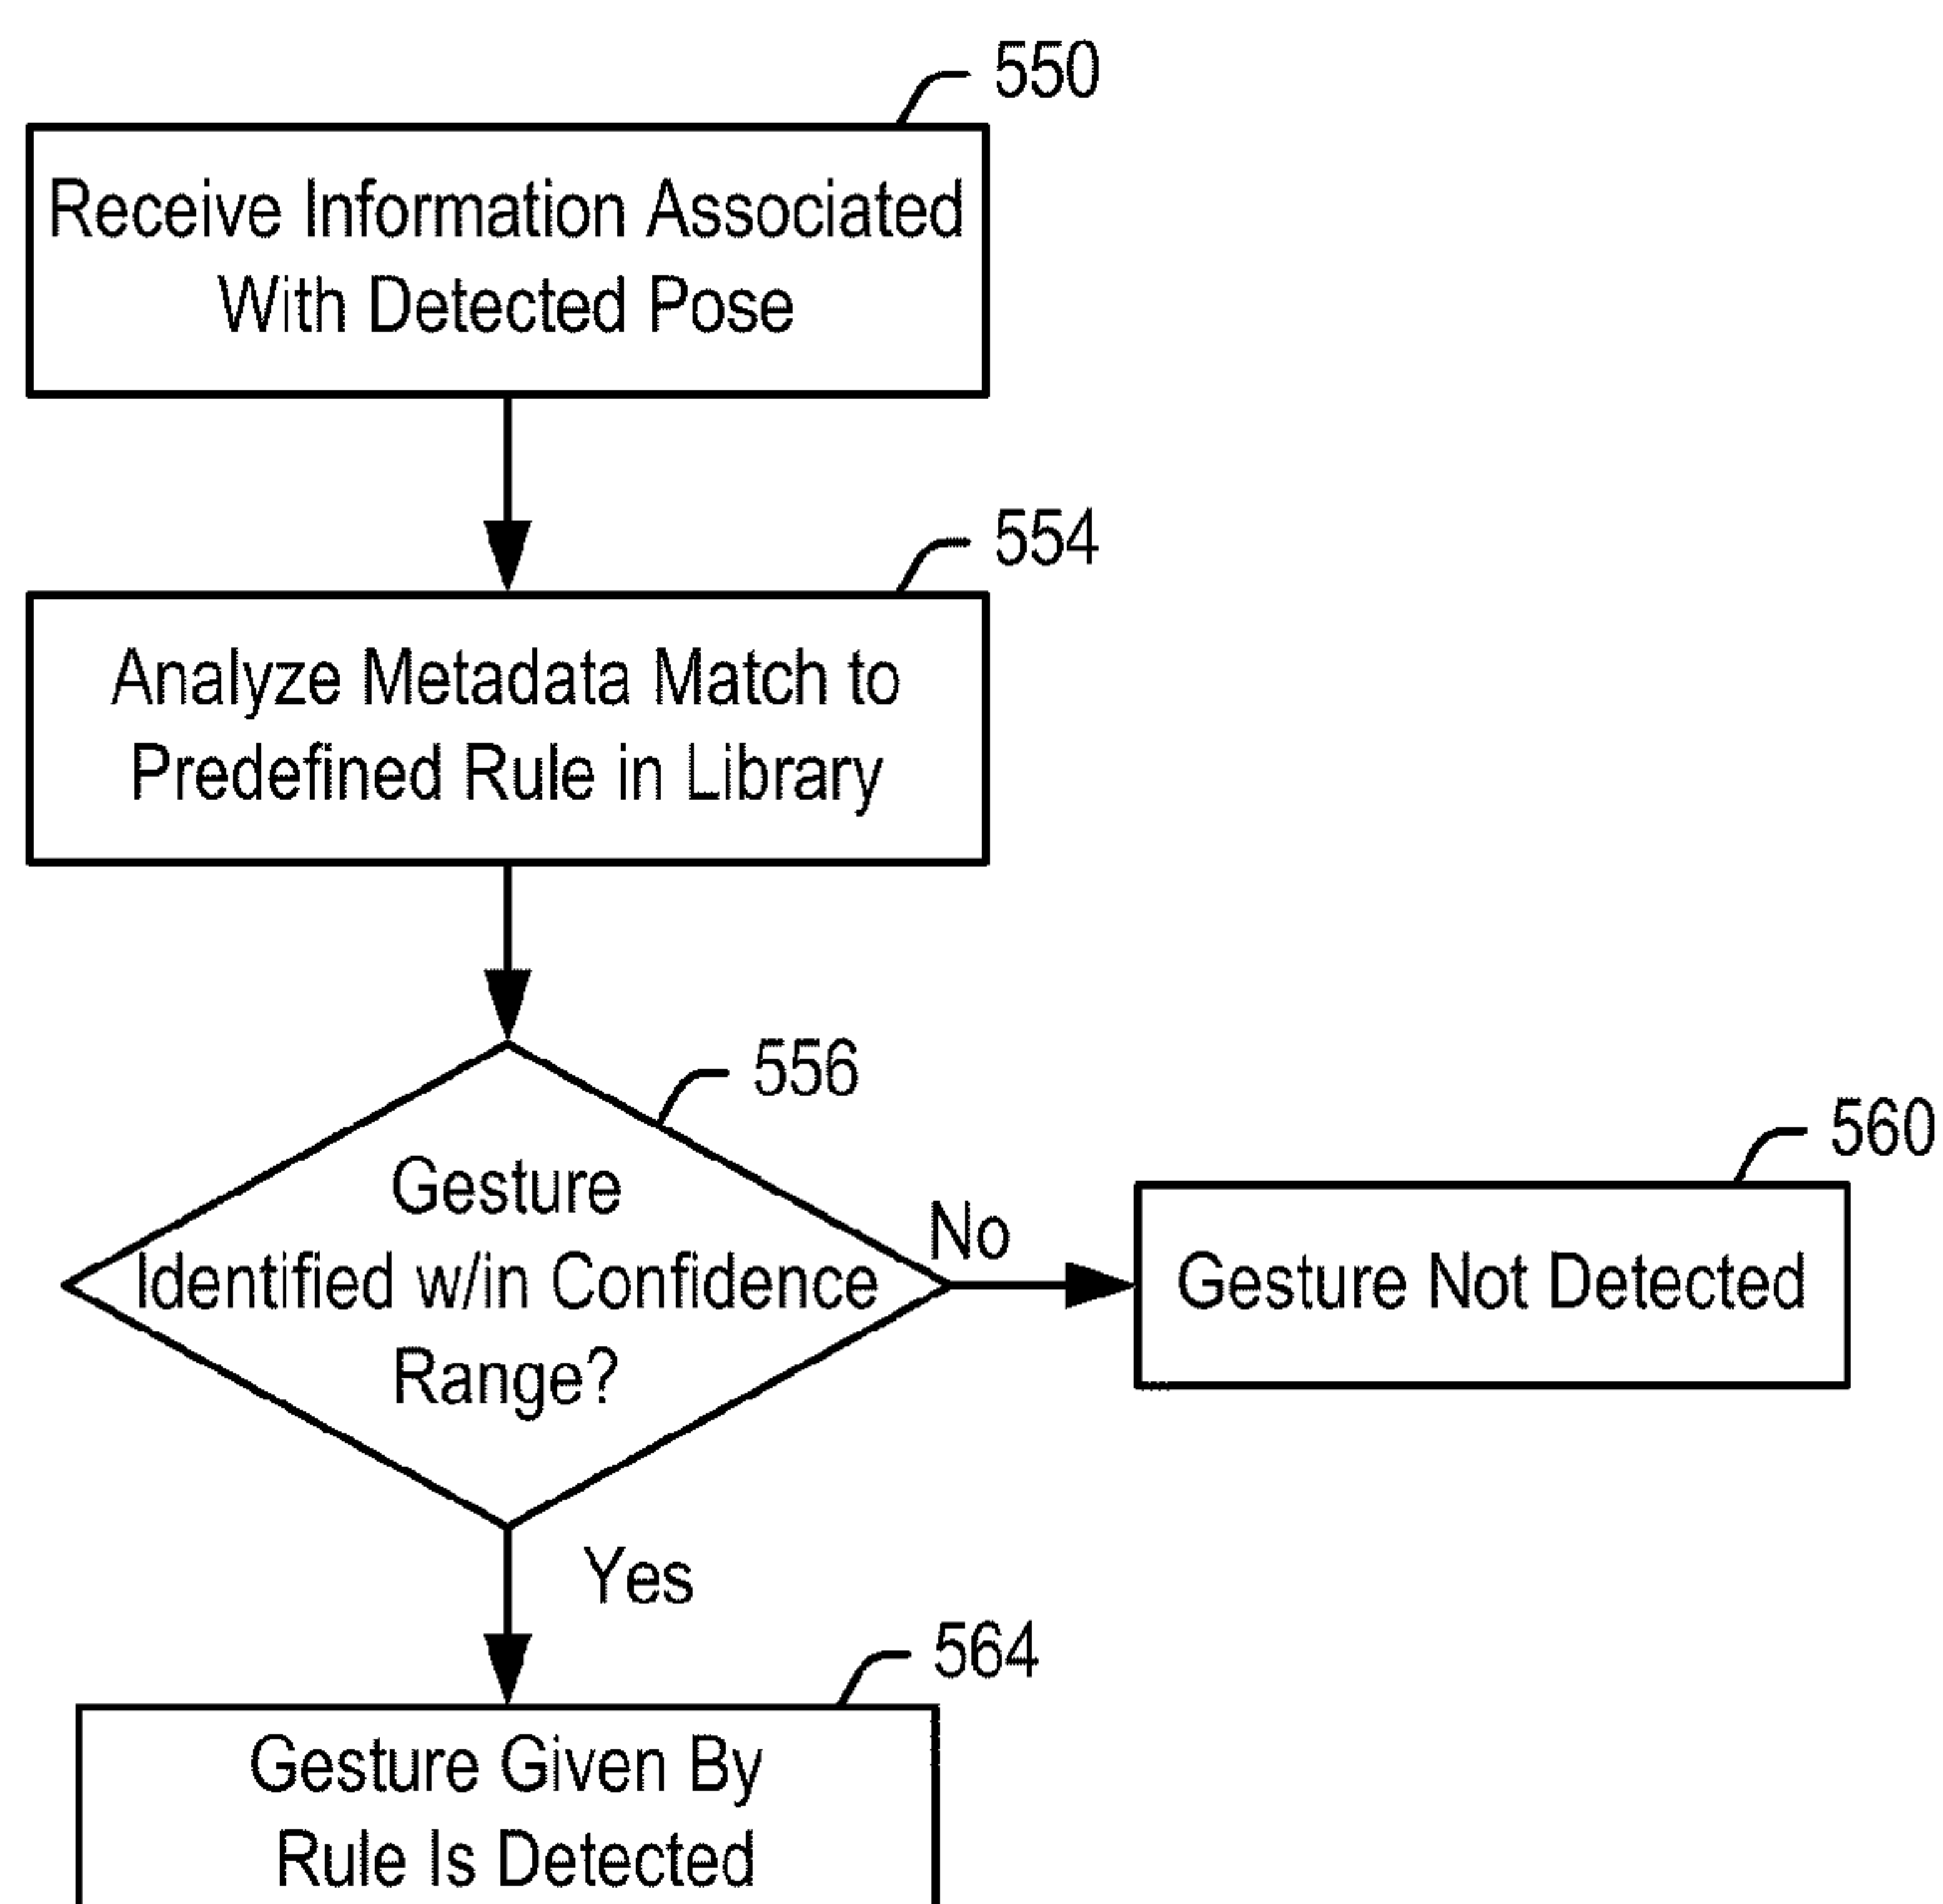 550
Receive Information Associated
With Detected Pose
554
Analyze Metadata Match to
Predefined Rule in Library
556
Gesture
Identified w/in Confidence
Range?
No
560
Gesture Not Detected
Yes
564
Gesture Given By
Rule Is Detected